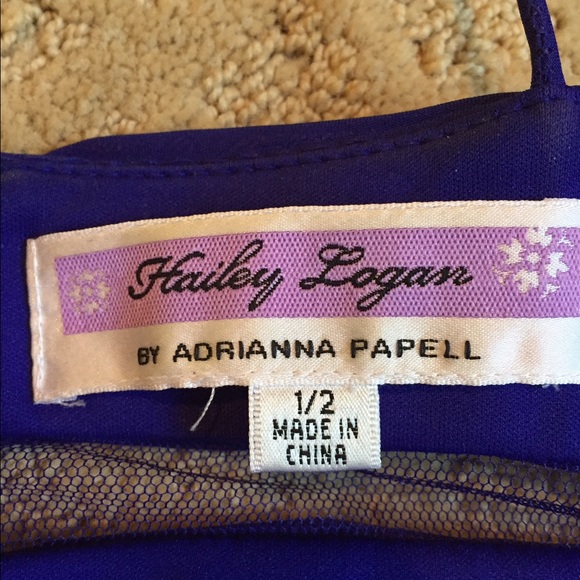 Hailey Logan
BY ADRIANNA PAPELL
1/2
MADE IN
CHINA